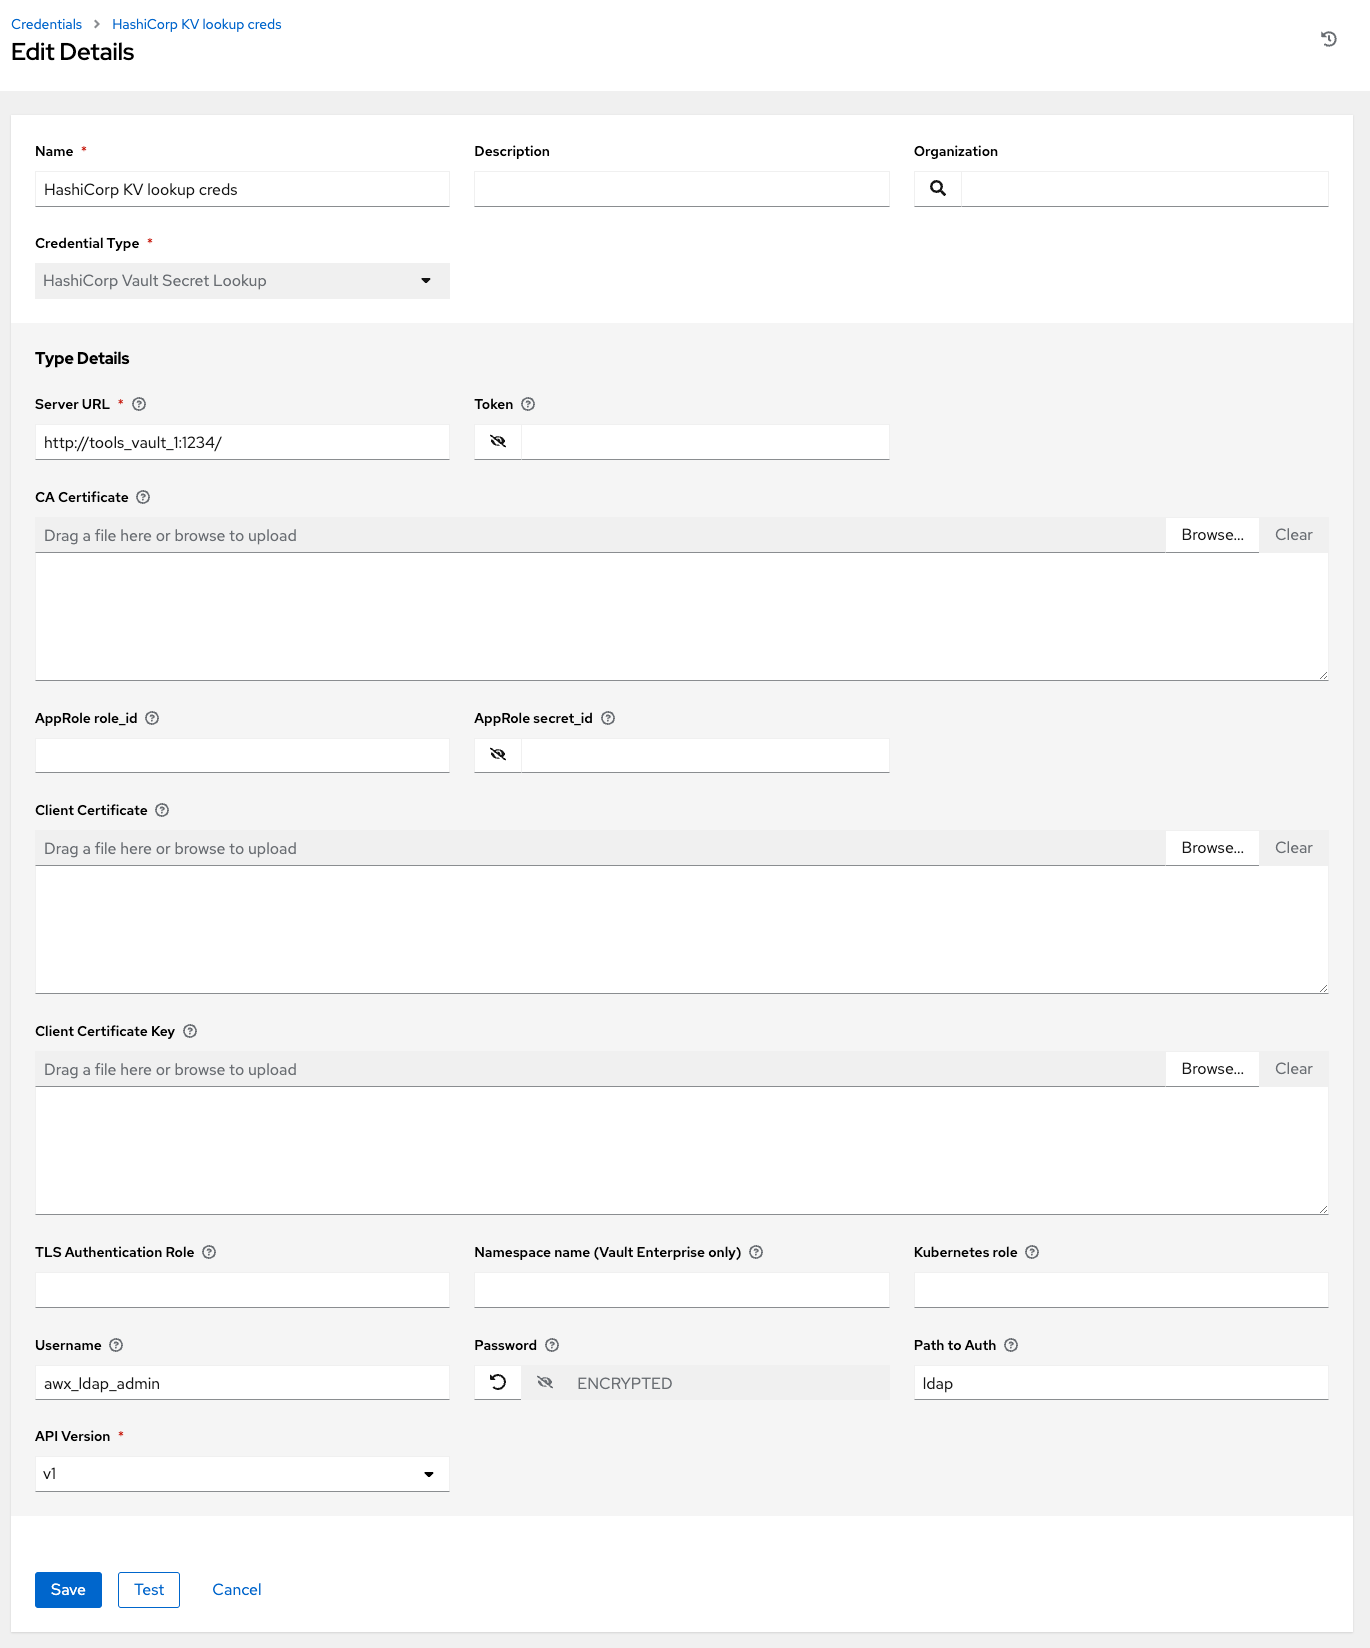 Credentials > HashiCorp KV lookup creds
Edit Details
Name * Description Organization
HashiCorp KV lookup creds
Credential Type *
HashiCorp Vault Secret Lookup
Type Details
Server URL * Token
http://tools_vault_1:1234/
CA Certificate
Drag a file here or browse to upload Browse... Clear
AppRole role_id AppRole secret_id
Client Certificate
Drag a file here or browse to upload Browse... Clear
Client Certificate Key
Drag a file here or browse to upload Browse... Clear
TLS Authentication Role Namespace name (Vault Enterprise only) Kubernetes role
Username Password Path to Auth
awx_ldap_admin ENCRYPTED ldap
API Version *
v1
Save Test Cancel